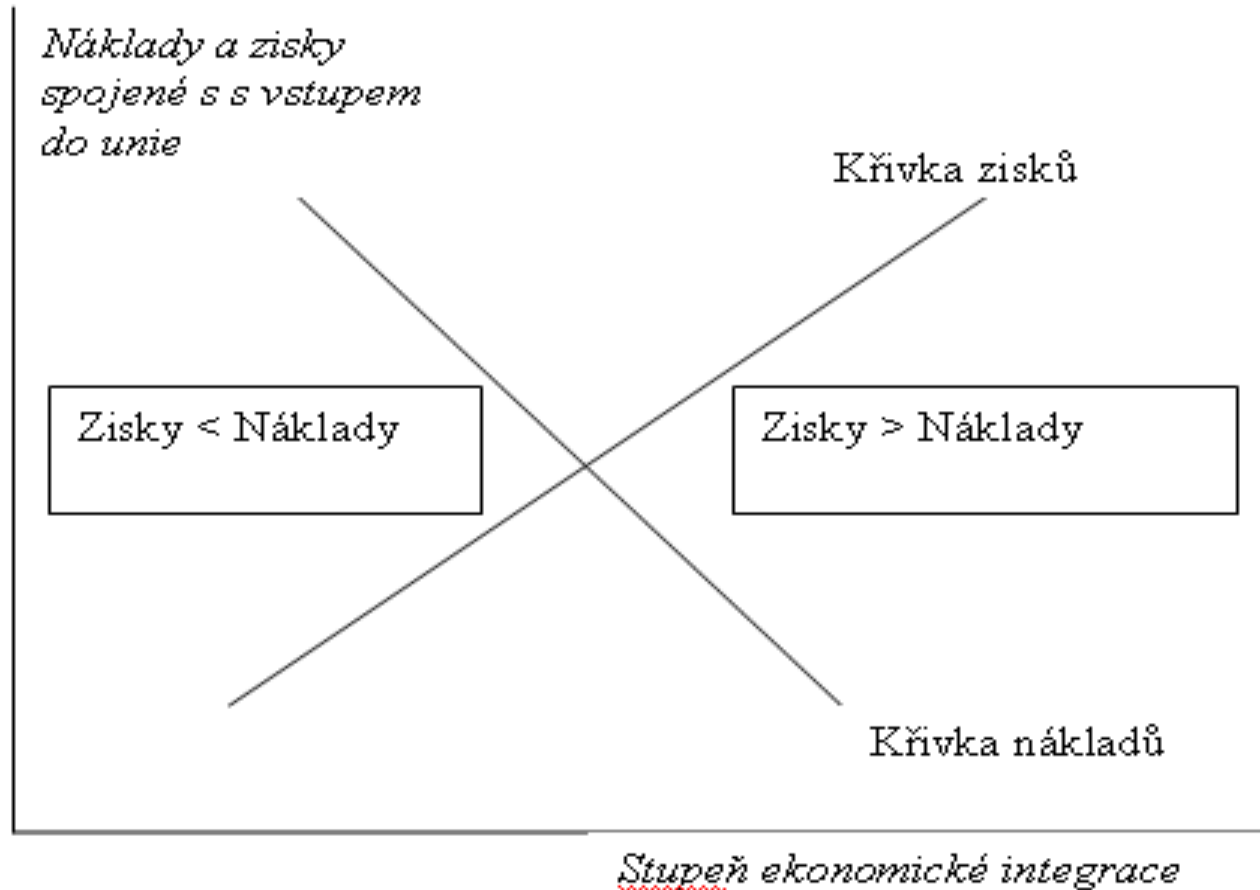 Náklady a zisky
spojené s s vstupem
do unie
Křivka zisků
Zisky < Náklady
Zisky > Náklady
Křivka nákladů
Stupeň ekonomické integrace